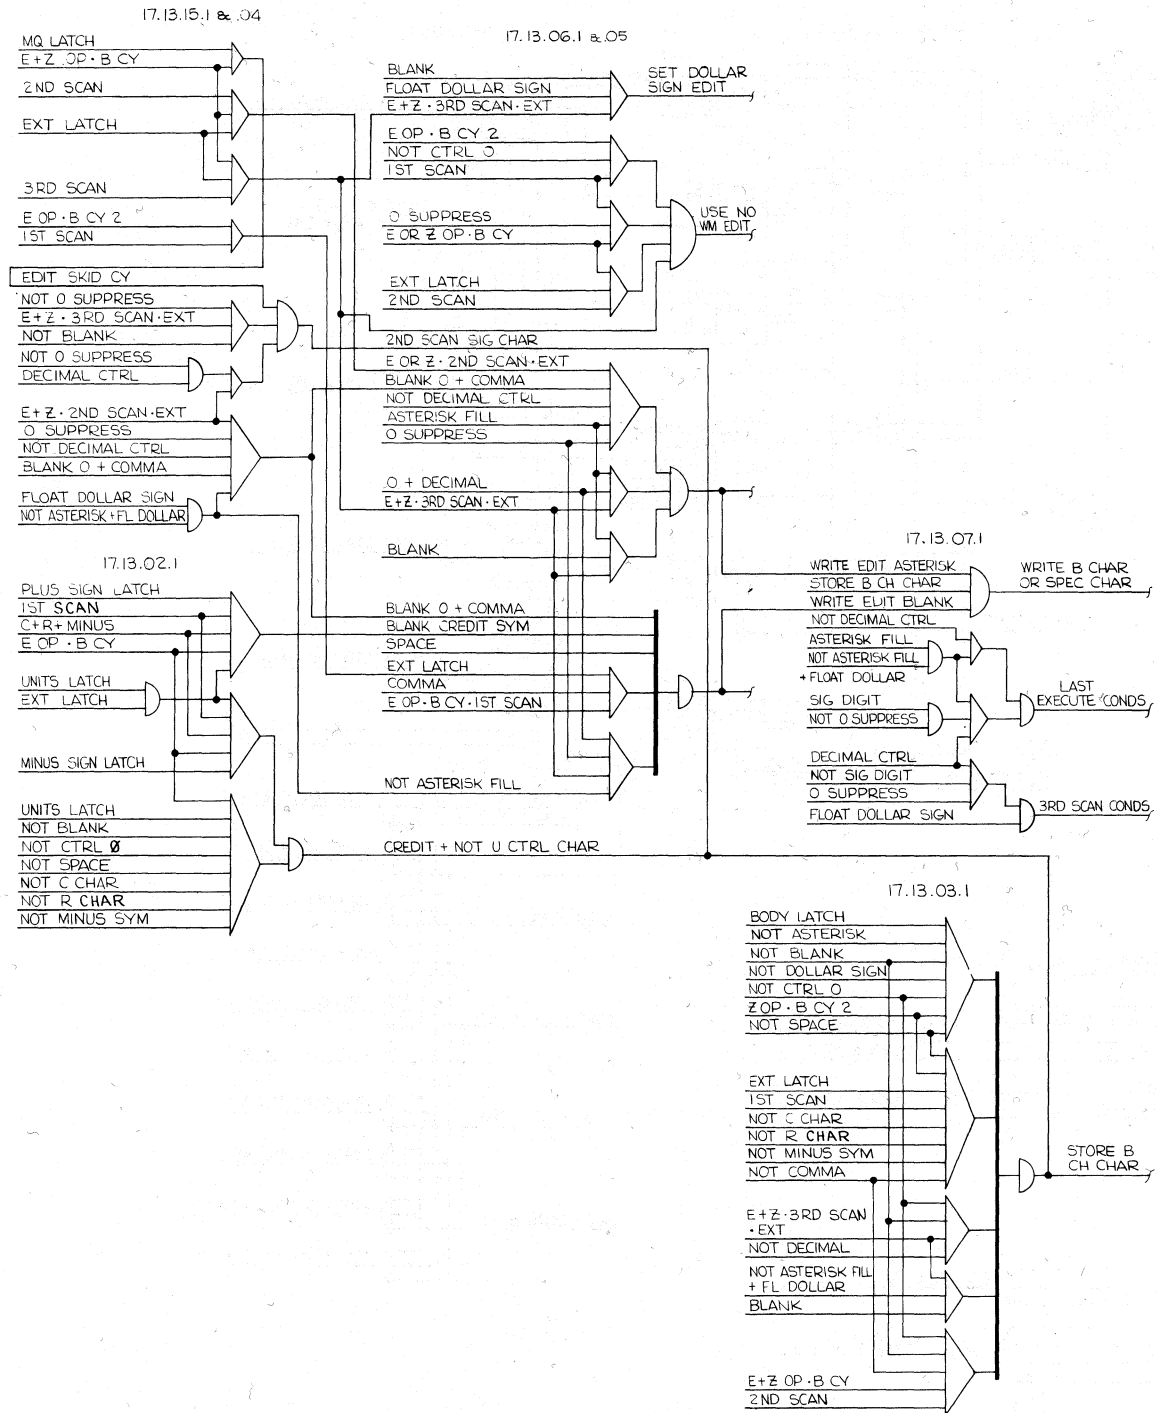 17.13.15.1 & .04
MQ LATCH
E+Z OP·B CY
2ND SCAN
EXT LATCH
3RD SCAN
E OP·B CY 2
1ST SCAN
EDIT SKID CY
NOT 0 SUPPRESS
E+Z·3RD SCAN·EXT
NOT BLANK
NOT 0 SUPPRESS
DECIMAL CTRL
E+Z·2ND SCAN·EXT
0 SUPPRESS
NOT DECIMAL CTRL
BLANK 0 + COMMA
FLOAT DOLLAR SIGN
NOT ASTERISK+FL DOLLAR
17.13.02.1
PLUS SIGN LATCH
1ST SCAN
C+R+MINUS
E OP·B CY
UNITS LATCH
EXT LATCH
MINUS SIGN LATCH
UNITS LATCH
NOT BLANK
NOT CTRL 0
NOT SPACE
NOT C CHAR
NOT R CHAR
NOT MINUS SYM
17.13.06.1 & .05
BLANK
FLOAT DOLLAR SIGN
E+Z·3RD SCAN·EXT
SET DOLLAR
SIGN EDIT
E OP·B CY 2
NOT CTRL 0
1ST SCAN
0 SUPPRESS
E OR Z OP·B CY
EXT LATCH
2ND SCAN
USE NO
WM EDIT
2ND SCAN SIG CHAR
E OR Z·2ND SCAN·EXT
BLANK 0 + COMMA
NOT DECIMAL CTRL
ASTERISK FILL
0 SUPPRESS
0 + DECIMAL
E+Z·3RD SCAN·EXT
BLANK
BLANK 0 + COMMA
BLANK CREDIT SYM
SPACE
EXT LATCH
COMMA
E OP·B CY·1ST SCAN
NOT ASTERISK FILL
CREDIT + NOT U CTRL CHAR
17.13.07.1
WRITE EDIT ASTERISK
STORE B CH CHAR
WRITE EDIT BLANK
WRITE B CHAR
OR SPEC CHAR
NOT DECIMAL CTRL
ASTERISK FILL
NOT ASTERISK FILL
+ FLOAT DOLLAR
SIG DIGIT
NOT 0 SUPPRESS
LAST
EXECUTE CONDS
DECIMAL CTRL
NOT SIG DIGIT
0 SUPPRESS
FLOAT DOLLAR SIGN
3RD SCAN CONDS
17.13.03.1
BODY LATCH
NOT ASTERISK
NOT BLANK
NOT DOLLAR SIGN
NOT CTRL 0
Z OP·B CY 2
NOT SPACE
EXT LATCH
1ST SCAN
NOT C CHAR
NOT R CHAR
NOT MINUS SYM
NOT COMMA
E+Z·3RD SCAN
·EXT
NOT DECIMAL
NOT ASTERISK FILL
+ FL DOLLAR
BLANK
E+Z OP·B CY
2ND SCAN
STORE B
CH CHAR